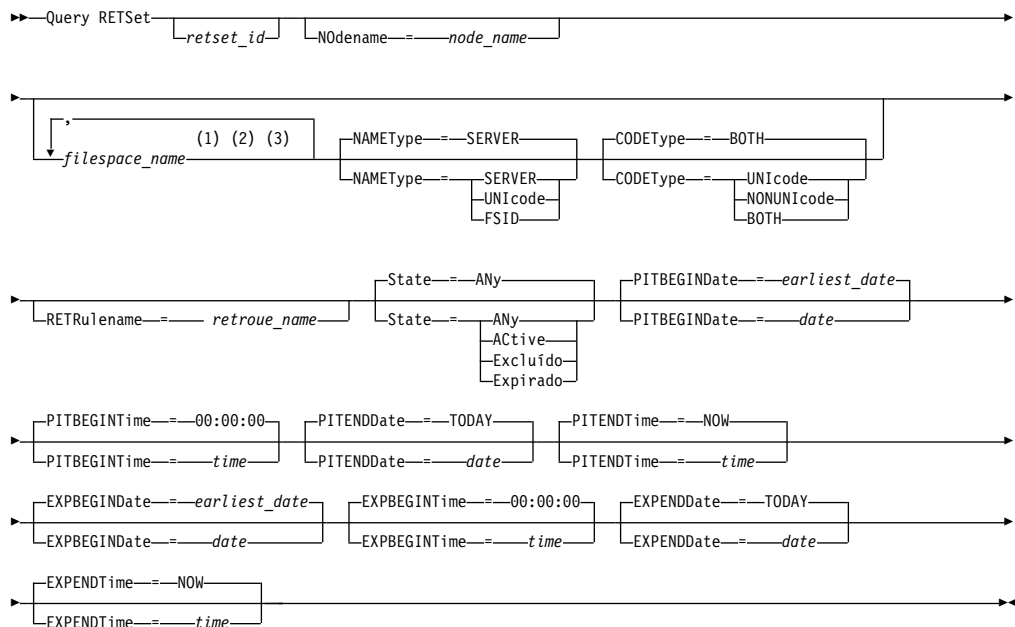 Query RETSet
retset_id NOdename = node_name
,
(1) (2) (3) NAMEType = SERVER CODEType = BOTH
filespace_name
NAMEType = SERVER CODEType = UNIcode
UNIcode NONUNIcode
FSID BOTH
State = ANy PITBEGINDate = earliest_date
RETRulename = retroue_name State = ANy PITBEGINDate = date
ACtive
Excluído
Expirado
PITBEGINTime = 00:00:00 PITENDDate = TODAY PITENDTime = NOW
PITBEGINTime = time PITENDDate = date PITENDTime = time
EXPBEGINDate = earliest_date EXPBEGINTime = 00:00:00 EXPENDDate = TODAY
EXPBEGINDate = date EXPBEGINTime = time EXPENDDate = date
EXPENDTime = NOW
EXPENDTime = time